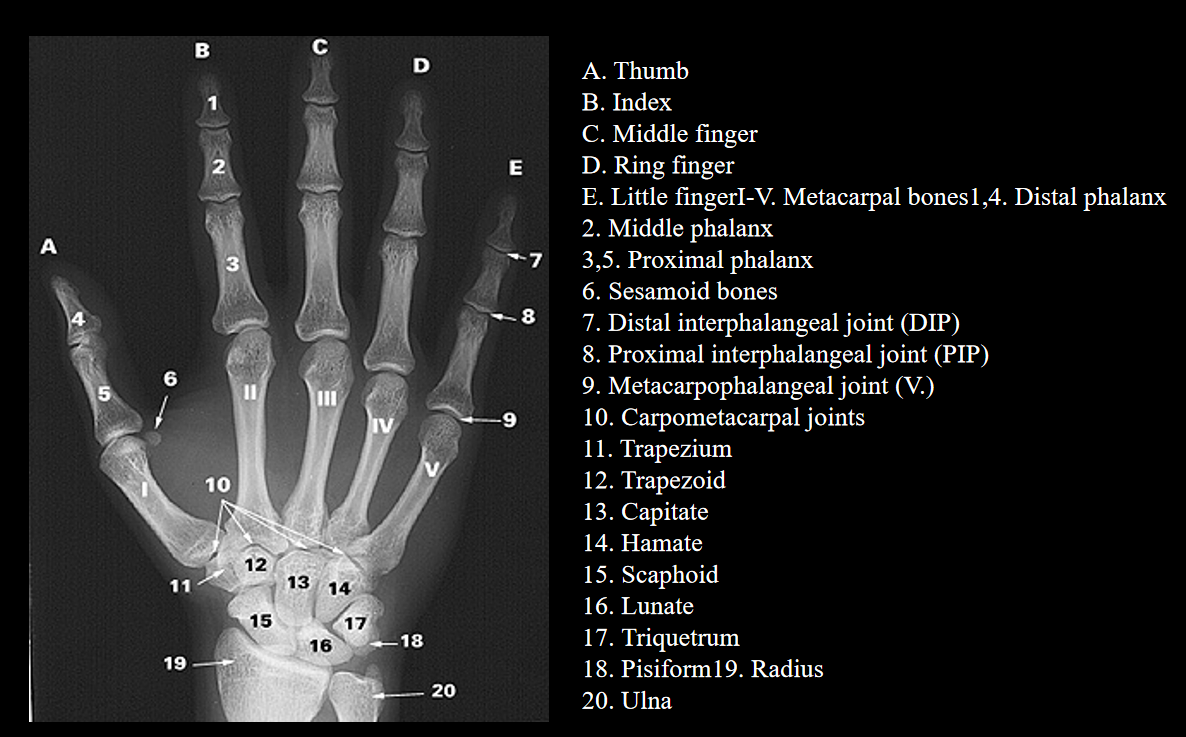 B
C
D
E
A
1
2
3
4
5
6
7
8
9
I
II
III
IV
V
10
11
12
13
14
15
16
17
18
19
20
A. Thumb
B. Index
C. Middle finger
D. Ring finger
E. Little fingerI-V. Metacarpal bones1,4. Distal phalanx
2. Middle phalanx
3,5. Proximal phalanx
6. Sesamoid bones
7. Distal interphalangeal joint (DIP)
8. Proximal interphalangeal joint (PIP)
9. Metacarpophalangeal joint (V.)
10. Carpometacarpal joints
11. Trapezium
12. Trapezoid
13. Capitate
14. Hamate
15. Scaphoid
16. Lunate
17. Triquetrum
18. Pisiform19. Radius
20. Ulna